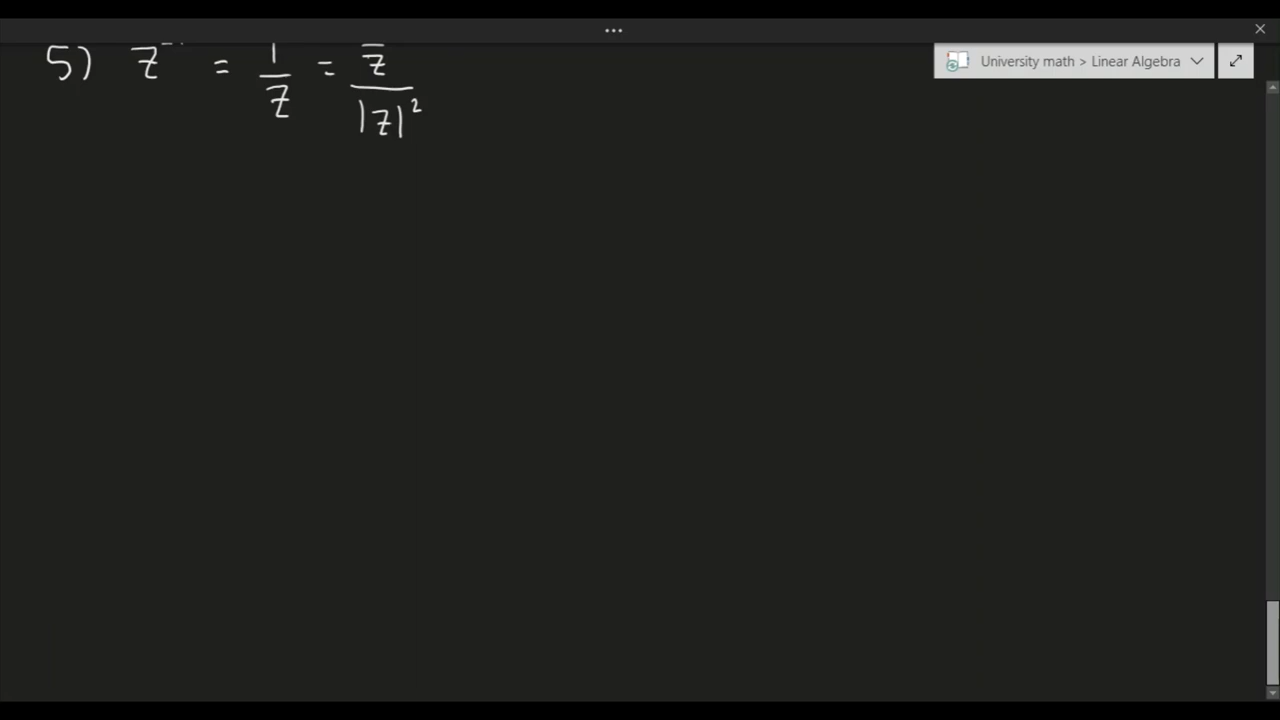 ...
University math > Linear Algebra
5) z⁻¹ = 1/z = z̅/|z|²